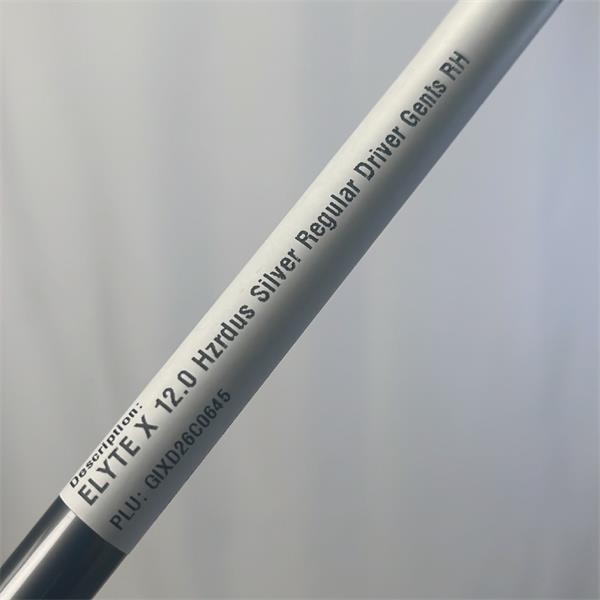 Description:
ELYTE X 12.0 Hzrdus Silver Regular Driver Gents RH
PLU: GIXD26C0645